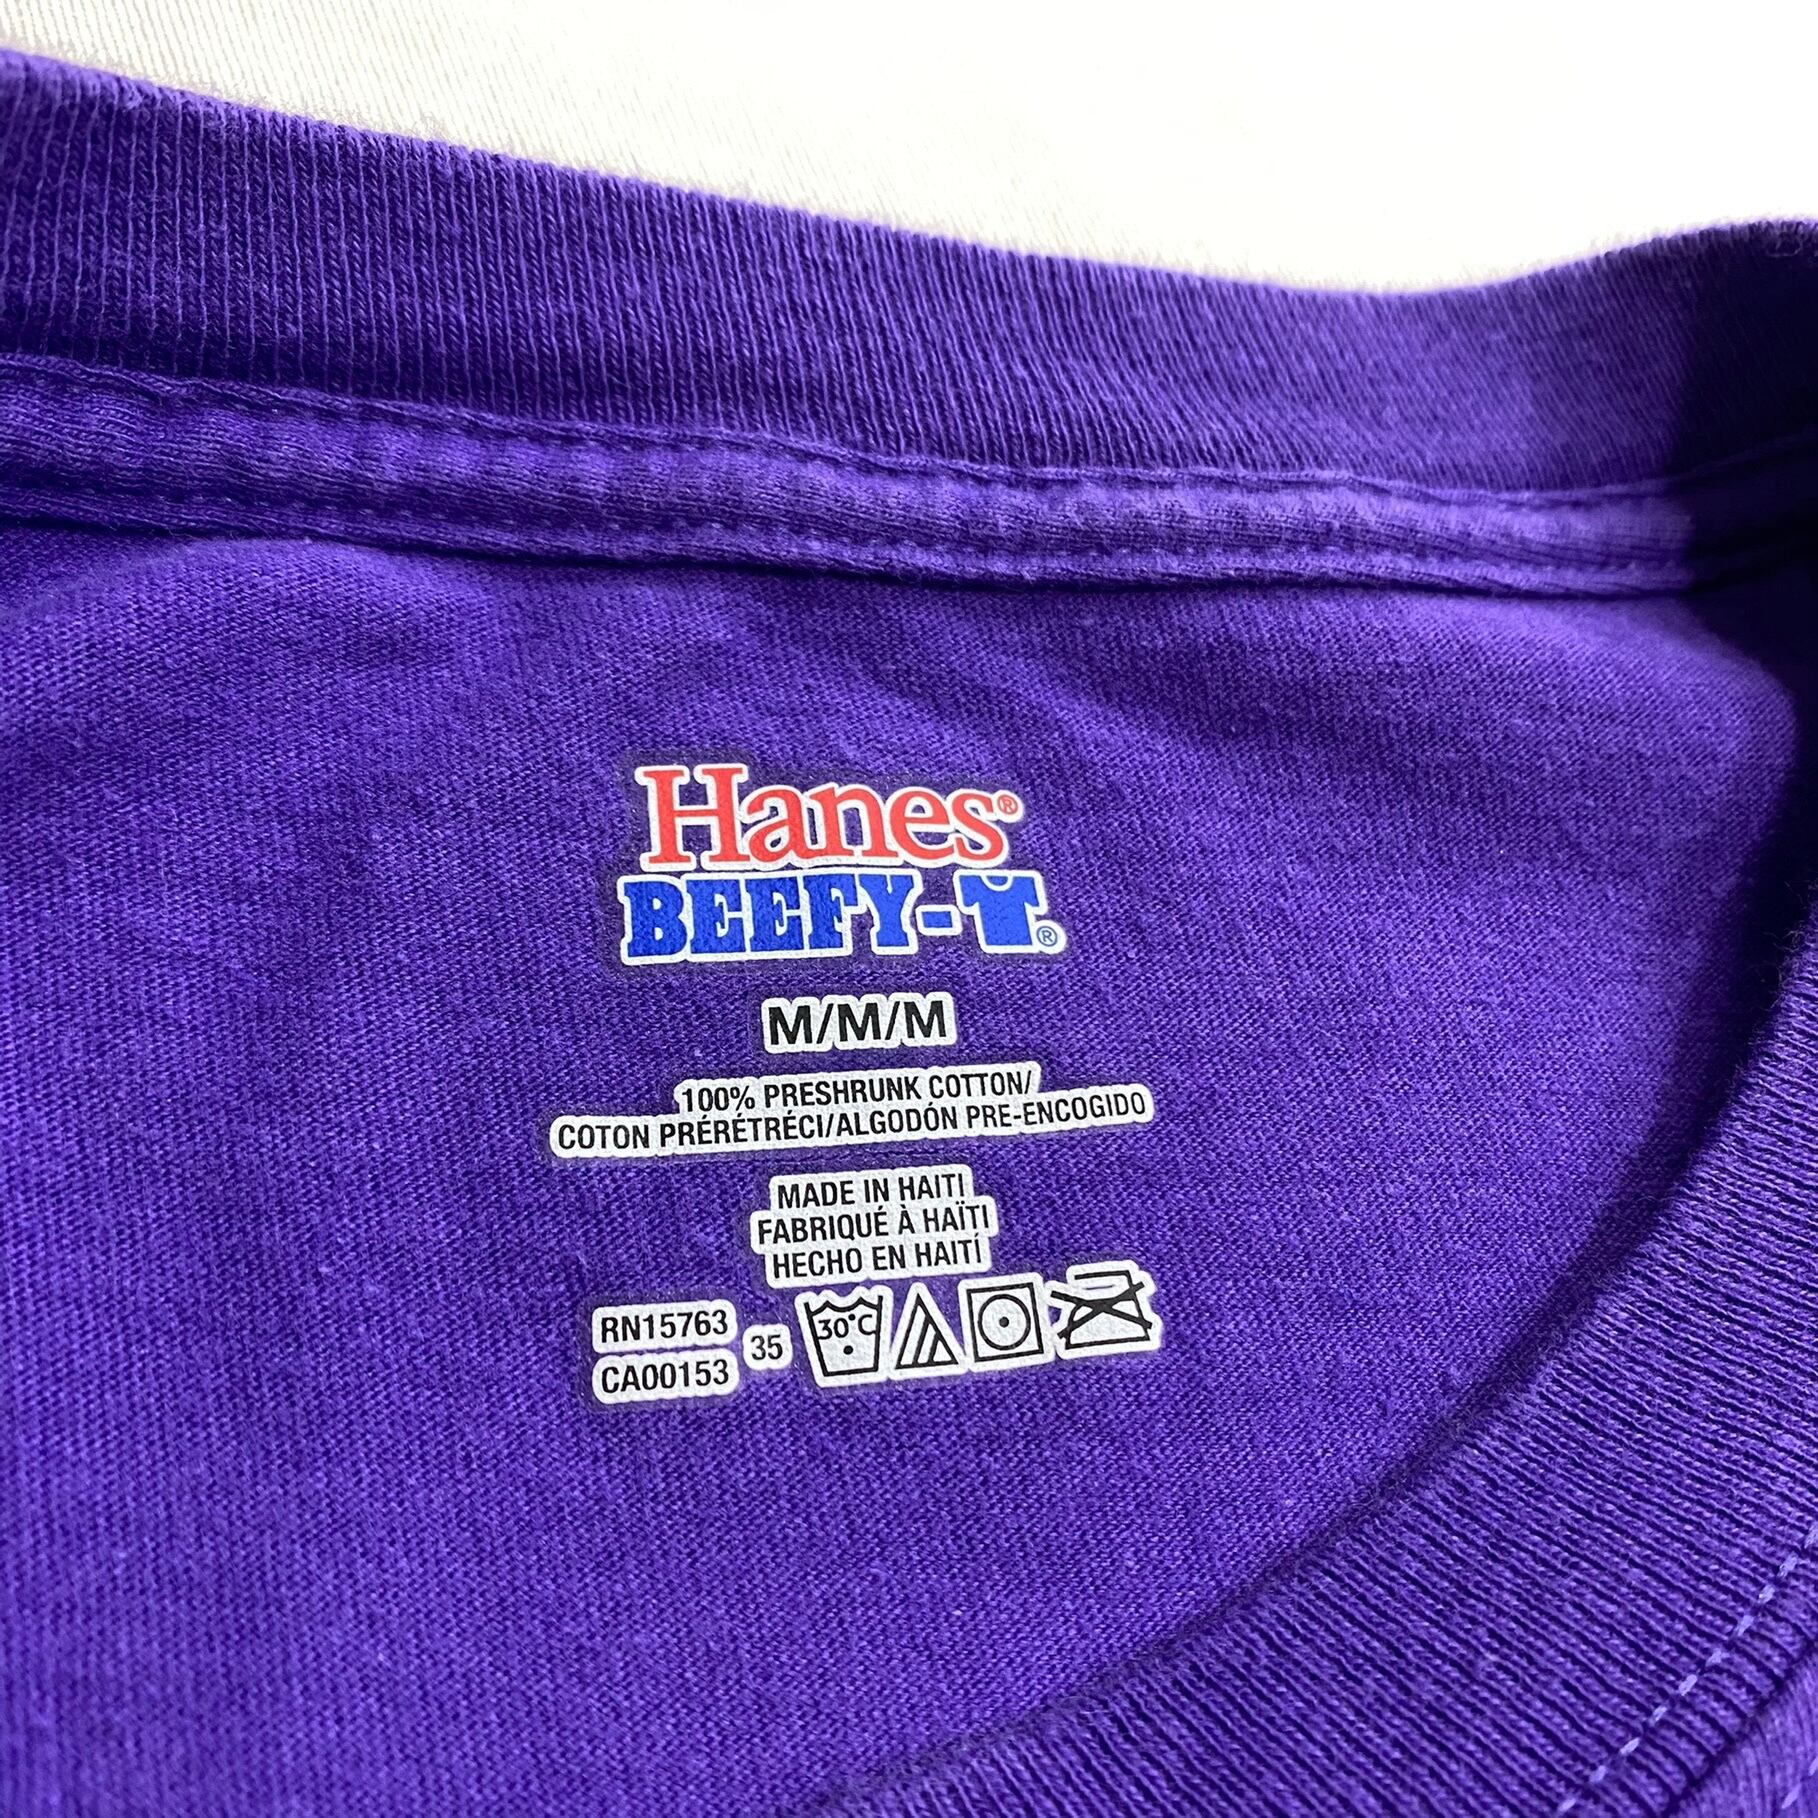 Hanes®
BEEFY-T®
M/M/M
100% PRESHRUNK COTTON/
COTON PRÉRÉTRÉCI/ALGODÓN PRE-ENCOGIDO
MADE IN HAITI
FABRIQUÉ À HAÏTI
HECHO EN HAITÍ
RN15763
CA00153
35
30°C